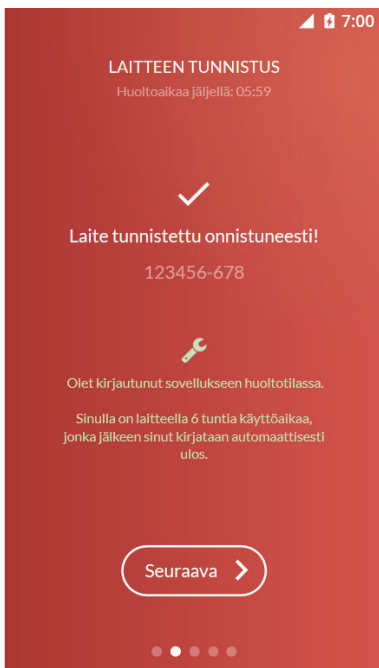 7:00
LAITTEEN TUNNISTUS
Huoltoaikaa jäljellä: 05:59
Laite tunnistettu onnistuneesti!
123456-678
Olet kirjautunut sovellukseen huoltotilassa.
Sinulla on laitteella 6 tuntia käyttöaikaa,
jonka jälkeen sinut kirjataan automaattisesti
ulos.
Seuraava